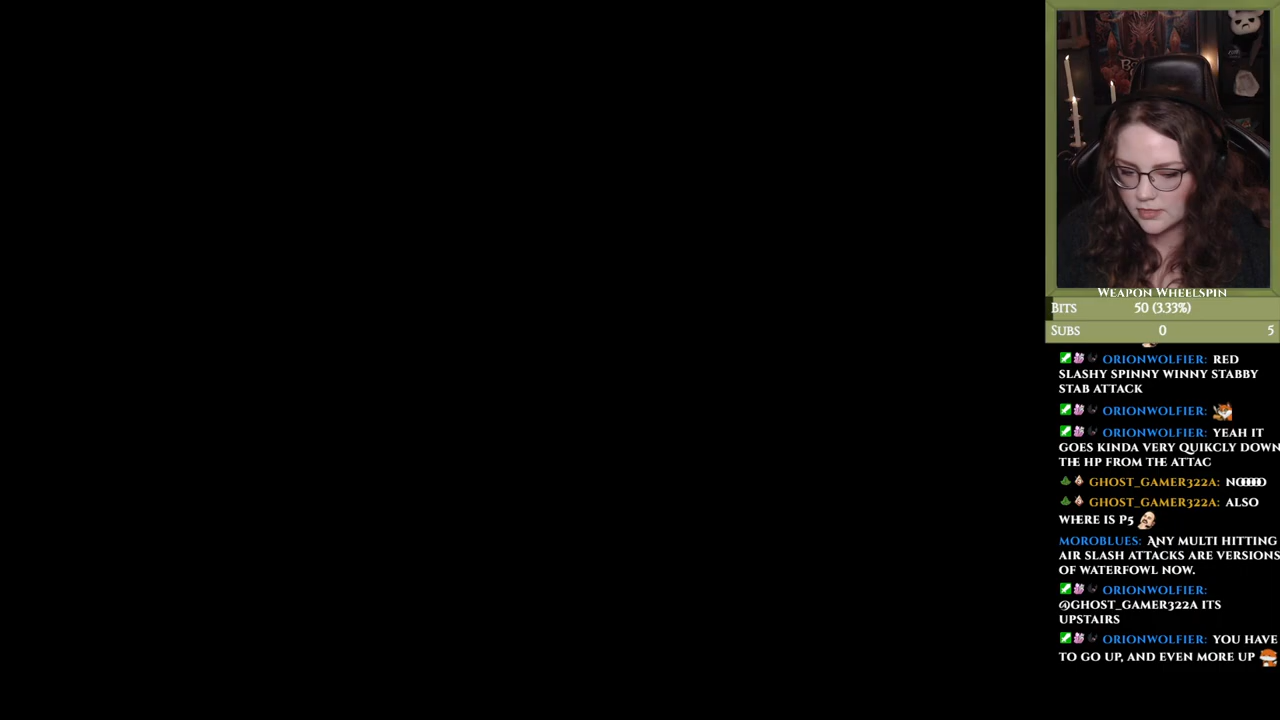 Weapon Wheelspin
Bits 50 (3.33%)
Subs 0 5
ORIONWOLFIER: RED
SLASHY SPINNY WINNY STABBY
STAB ATTACK
ORIONWOLFIER:
ORIONWOLFIER: YEAH IT
GOES KINDA VERY QUIKCLY DOWN
THE HP FROM THE ATTAC
GHOST_GAMER322A: NOOOOO
GHOST_GAMER322A: ALSO
WHERE IS P5
MOROBLUES: ANY MULTI HITTING
AIR SLASH ATTACKS ARE VERSIONS
OF WATERFOWL NOW.
ORIONWOLFIER:
@GHOST_GAMER322A ITS
UPSTAIRS
ORIONWOLFIER: YOU HAVE
TO GO UP, AND EVEN MORE UP